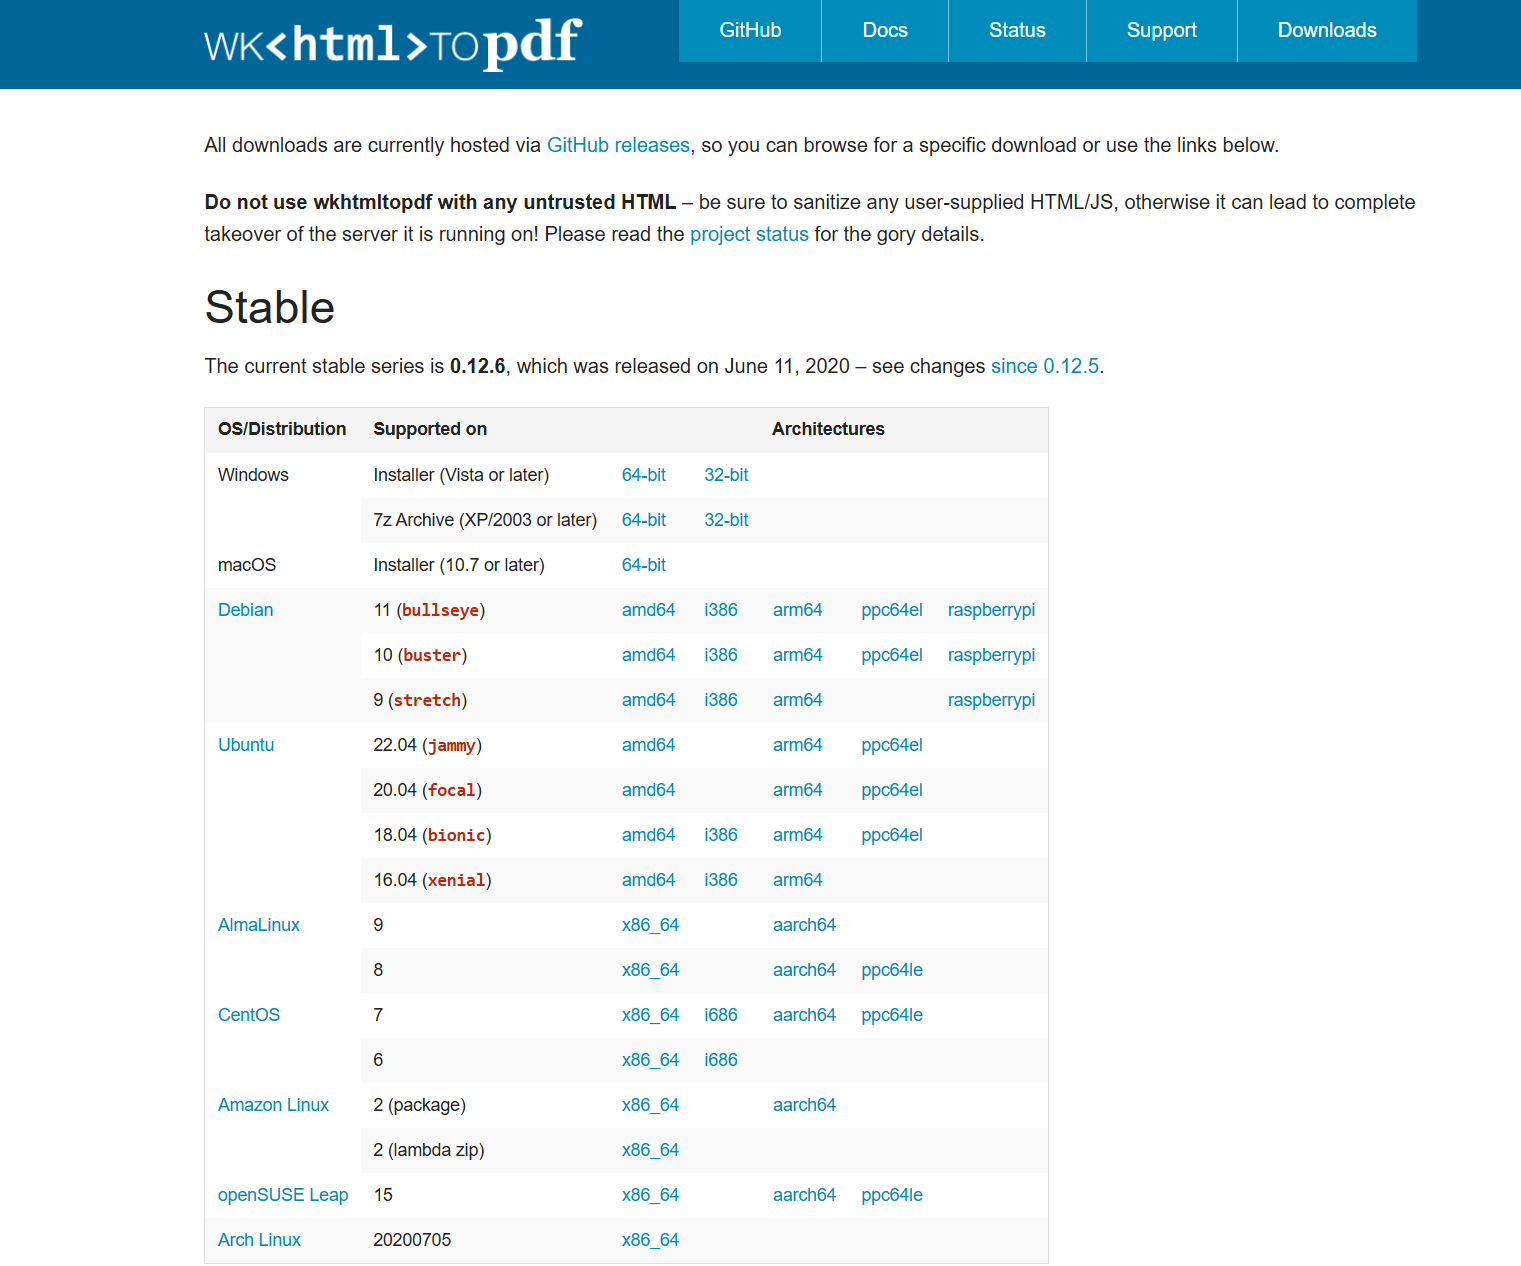 WK<html>TOpdf
GitHub Docs Status Support Downloads
All downloads are currently hosted via GitHub releases, so you can browse for a specific download or use the links below.
Do not use wkhtmltopdf with any untrusted HTML – be sure to sanitize any user-supplied HTML/JS, otherwise it can lead to complete
takeover of the server it is running on! Please read the project status for the gory details.
Stable
The current stable series is 0.12.6, which was released on June 11, 2020 – see changes since 0.12.5.
OS/Distribution Supported on Architectures
Windows Installer (Vista or later) 64-bit 32-bit
7z Archive (XP/2003 or later) 64-bit 32-bit
macOS Installer (10.7 or later) 64-bit
Debian 11 (bullseye) amd64 i386 arm64 ppc64el raspberrypi
10 (buster) amd64 i386 arm64 ppc64el raspberrypi
9 (stretch) amd64 i386 arm64 raspberrypi
Ubuntu 22.04 (jammy) amd64 arm64 ppc64el
20.04 (focal) amd64 arm64 ppc64el
18.04 (bionic) amd64 i386 arm64 ppc64el
16.04 (xenial) amd64 i386 arm64
AlmaLinux 9 x86_64 aarch64
8 x86_64 aarch64 ppc64le
CentOS 7 x86_64 i686 aarch64 ppc64le
6 x86_64 i686
Amazon Linux 2 (package) x86_64 aarch64
2 (lambda zip) x86_64
openSUSE Leap 15 x86_64 aarch64 ppc64le
Arch Linux 20200705 x86_64